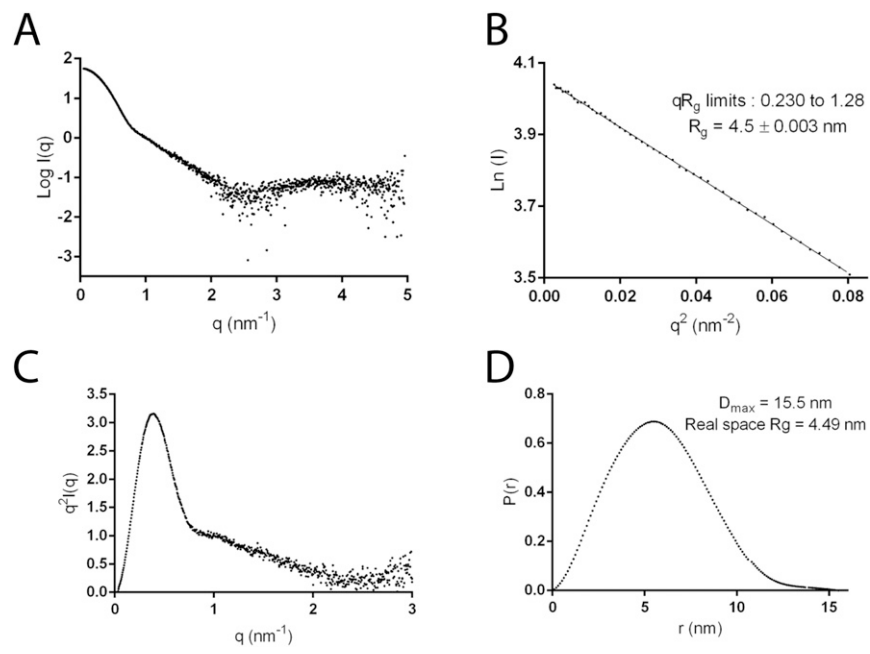 A
2
1
0
-1
-2
-3
Log I(q)
0
1
2
3
4
5
q (nm-1)
B
4.1
3.9
3.7
3.5
Ln (I)
qRg limits : 0.230 to 1.28
Rg = 4.5 ± 0.003 nm
0.00
0.02
0.04
0.06
0.08
q2 (nm-2)
C
3.5
3.0
2.5
2.0
1.5
1.0
0.5
0.0
q2I(q)
0
1
2
3
q (nm-1)
D
0.8
0.6
0.4
0.2
0.0
P(r)
Dmax = 15.5 nm
Real space Rg = 4.49 nm
0
5
10
15
r (nm)